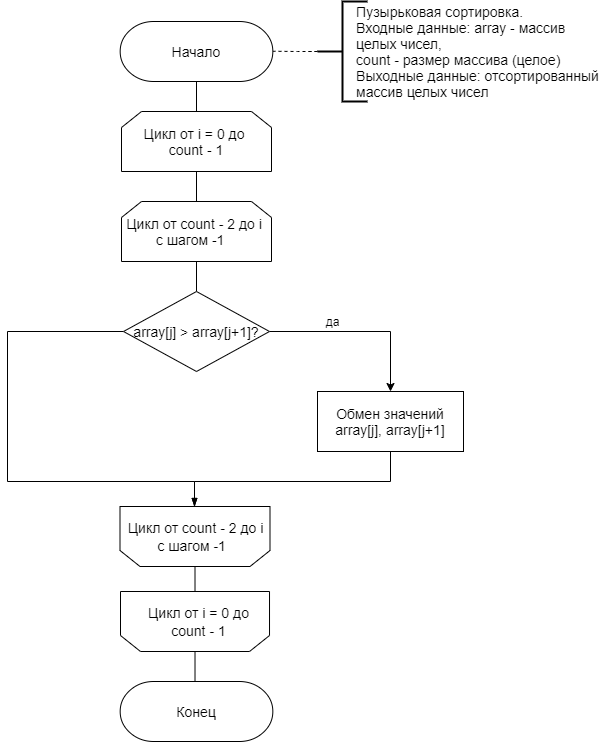 Начало
Пузырьковая сортировка.
Входные данные: array - массив
целых чисел,
count - размер массива (целое)
Выходные данные: отсортированный
массив целых чисел
Цикл от i = 0 до
count - 1
Цикл от count - 2 до i
с шагом -1
array[j] > array[j+1]?
да
Обмен значений
array[j], array[j+1]
Цикл от count - 2 до i
с шагом -1
Цикл от i = 0 до
count - 1
Конец